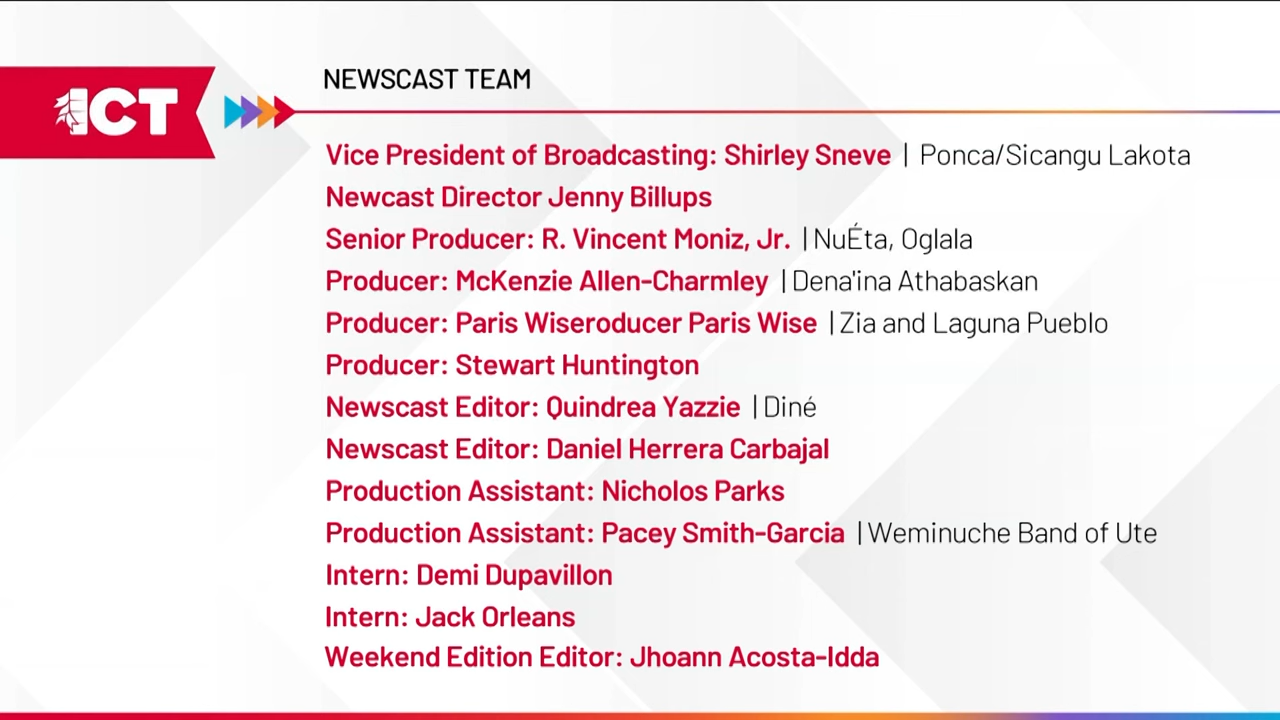 NEWSCAST TEAM
ICT
Vice President of Broadcasting: Shirley Sneve | Ponca/Sicangu Lakota
Newcast Director Jenny Billups
Senior Producer: R. Vincent Moniz, Jr. | NuÉta, Oglala
Producer: McKenzie Allen-Charmley | Dena'ina Athabaskan
Producer: Paris Wiseroducer Paris Wise | Zia and Laguna Pueblo
Producer: Stewart Huntington
Newscast Editor: Quindrea Yazzie | Diné
Newscast Editor: Daniel Herrera Carbajal
Production Assistant: Nicholos Parks
Production Assistant: Pacey Smith-Garcia | Weminuche Band of Ute
Intern: Demi Dupavillon
Intern: Jack Orleans
Weekend Edition Editor: Jhoann Acosta-Idda